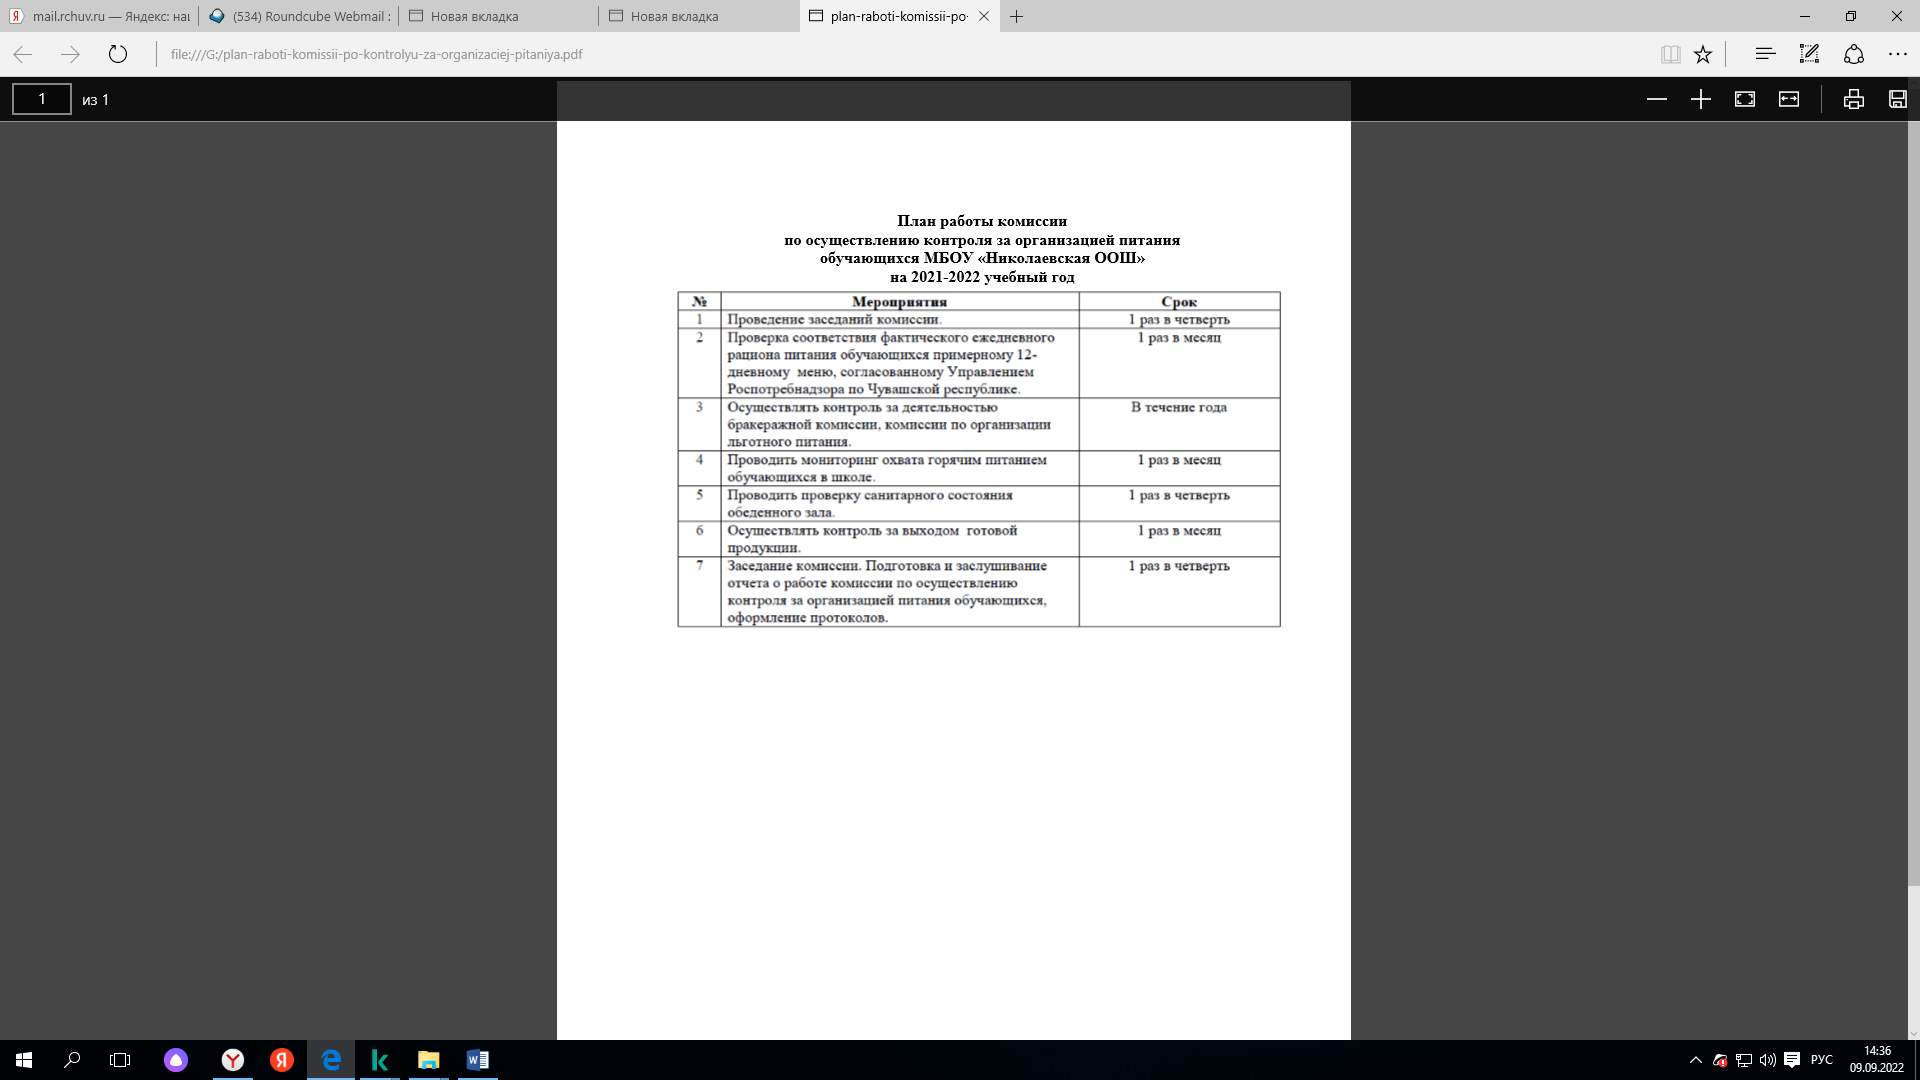 mail.rchuv.ru — Яндекс: наш
(534) Roundcube Webmail :
Новая вкладка
Новая вкладка
plan-raboti-komissii-po-
file:///G:/plan-raboti-komissii-po-kontrolyu-za-organizaciej-pitaniya.pdf
1 из 1
План работы комиссии
по осуществлению контроля за организацией питания
обучающихся МБОУ «Николаевская ООШ»
на 2021-2022 учебный год
№ Мероприятия Срок
1 Проведение заседаний комиссии. 1 раз в четверть
2 Проверка соответствия фактического ежедневного 1 раз в месяц
рациона питания обучающихся примерному 12-
дневному меню, согласованному Управлением
Роспотребнадзора по Чувашской республике.
3 Осуществлять контроль за деятельностью В течение года
бракеражной комиссии, комиссии по организации
льготного питания.
4 Проводить мониторинг охвата горячим питанием 1 раз в месяц
обучающихся в школе.
5 Проводить проверку санитарного состояния 1 раз в четверть
обеденного зала.
6 Осуществлять контроль за выходом готовой 1 раз в месяц
продукции.
7 Заседание комиссии. Подготовка и заслушивание 1 раз в четверть
отчета о работе комиссии по осуществлению
контроля за организацией питания обучающихся,
оформление протоколов.
РУС
14:36
09.09.2022